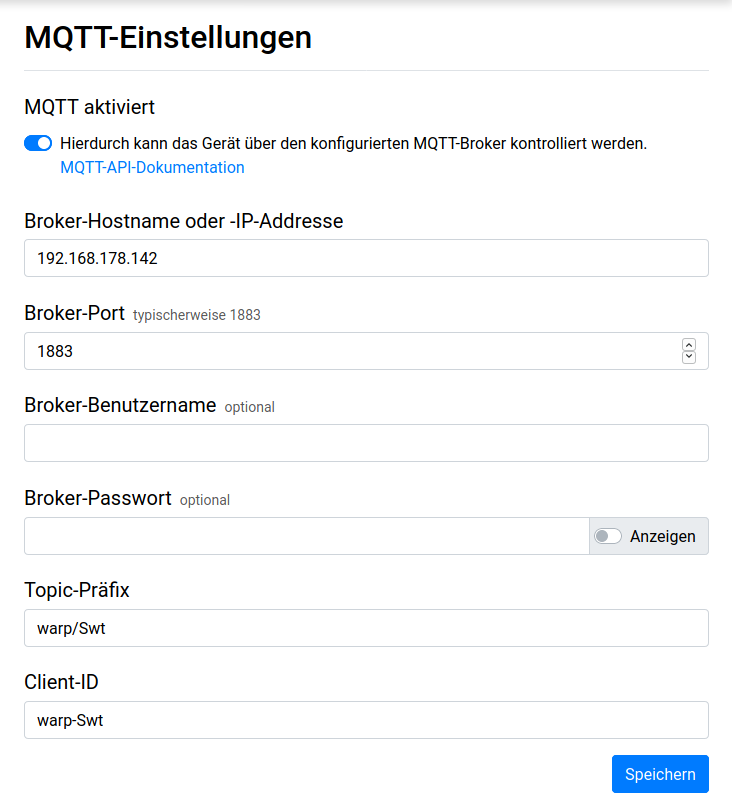 MQTT-Einstellungen
MQTT aktiviert
Hierdurch kann das Gerät über den konfigurierten MQTT-Broker kontrolliert werden.
MQTT-API-Dokumentation
Broker-Hostname oder -IP-Addresse
192.168.178.142
Broker-Port typischerweise 1883
1883
Broker-Benutzername optional
Broker-Passwort optional
Anzeigen
Topic-Präfix
warp/Swt
Client-ID
warp-Swt
Speichern